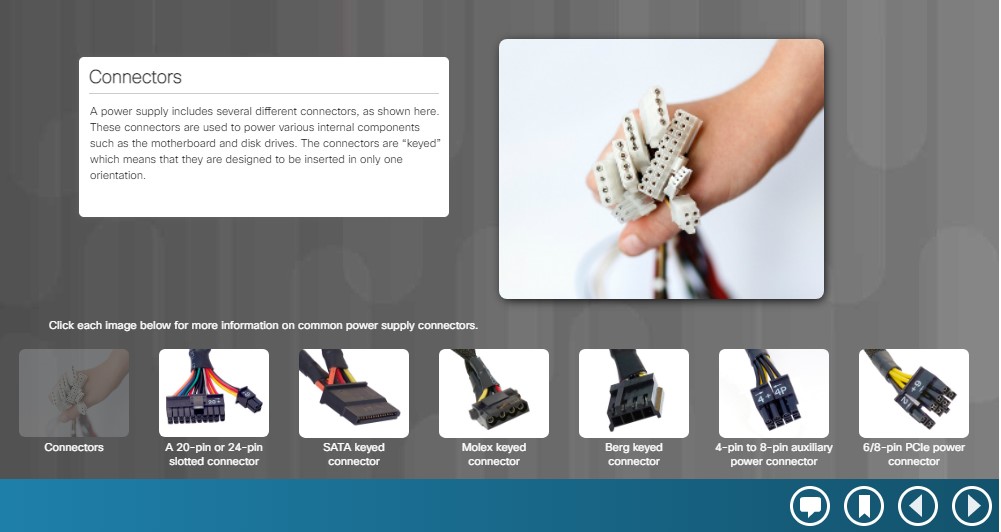 Connectors
A power supply includes several different connectors, as shown here.
These connectors are used to power various internal components
such as the motherboard and disk drives. The connectors are “keyed”
which means that they are designed to be inserted in only one
orientation.
Click each image below for more information on common power supply connectors.
4+4P
+6
2
Connectors
A 20-pin or 24-pin
slotted connector
SATA keyed
connector
Molex keyed
connector
Berg keyed
connector
4-pin to 8-pin auxiliary
power connector
6/8-pin PCIe power
connector